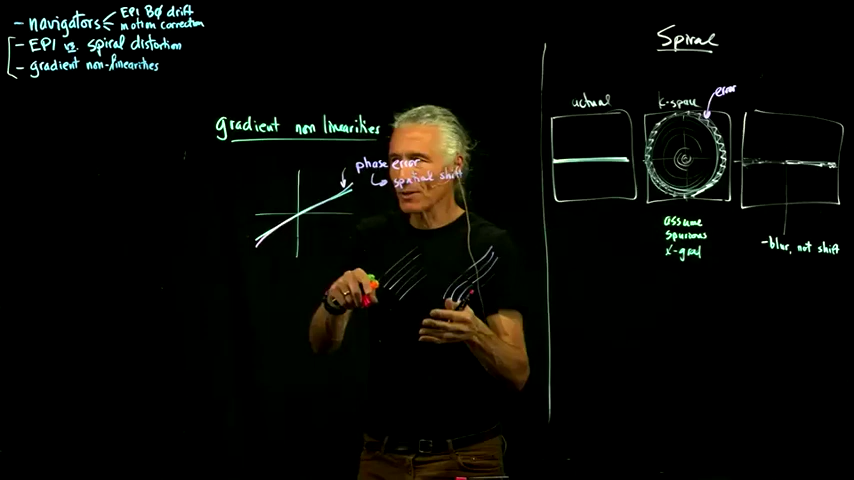 - navigators
EPI BØ drift
motion correction
- EPI vs. spiral distortion
- gradient non-linearities
gradient non linearities
phase error
spatial shift
Spiral
actual
k-space
error
assume
spurious
x-grad
- blur, not shift